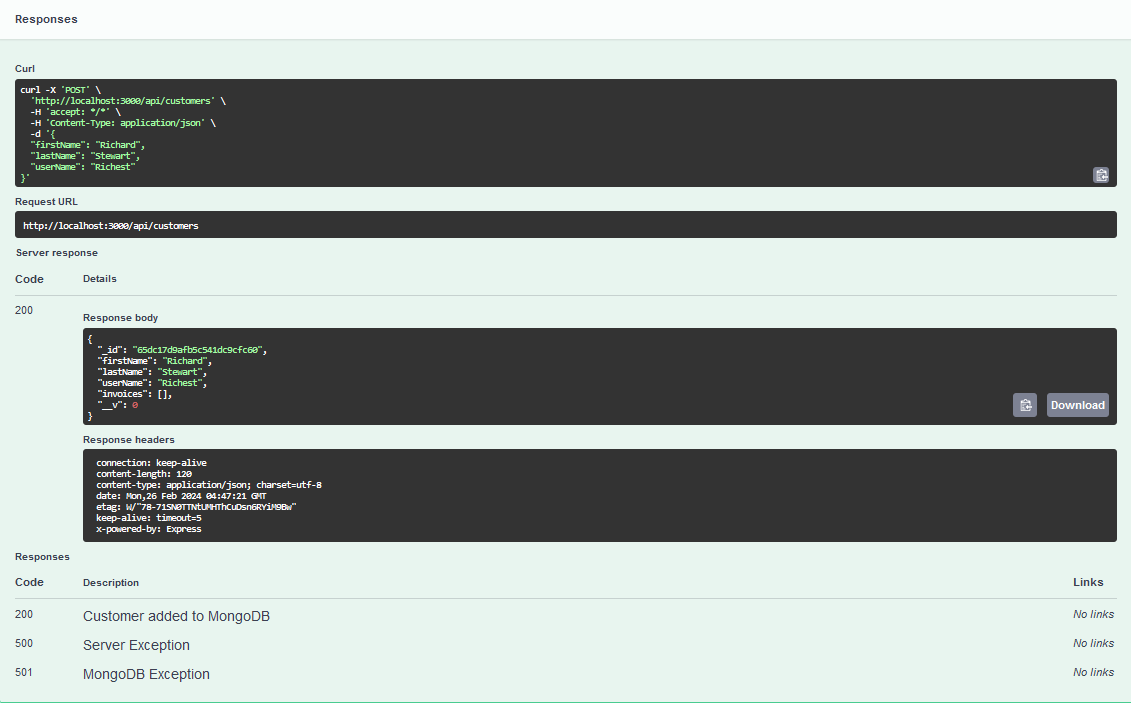 Responses
Curl
curl -X 'POST' \
'http://localhost:3000/api/customers' \
-H 'accept: */*' \
-H 'Content-Type: application/json' \
-d '{
"firstName": "Richard",
"lastName": "Stewart",
"userName": "Richest"
}'
Request URL
http://localhost:3000/api/customers
Server response
Code Details
200
Response body
{
"_id": "65dc17d9afb5c541dc9cfc60",
"firstName": "Richard",
"lastName": "Stewart",
"userName": "Richest",
"invoices": [],
"__v": 0
}
Download
Response headers
connection: keep-alive
content-length: 120
content-type: application/json; charset=utf-8
date: Mon,26 Feb 2024 04:47:21 GMT
etag: W/"78-71SN0TTNtUMHThCuDsn6RYiM9Bw"
keep-alive: timeout=5
x-powered-by: Express
Responses
Code Description Links
200 Customer added to MongoDB No links
500 Server Exception No links
501 MongoDB Exception No links